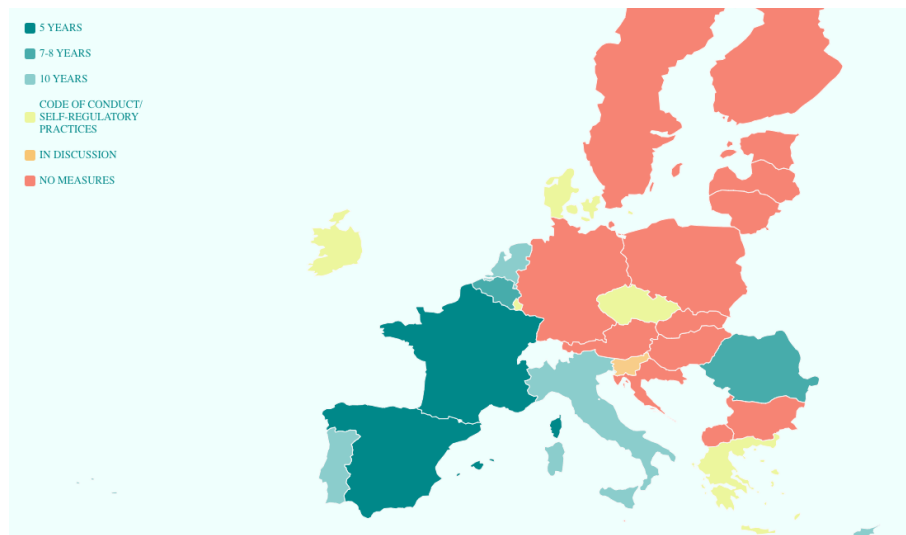 5 YEARS
7-8 YEARS
10 YEARS
CODE OF CONDUCT/
SELF-REGULATORY
PRACTICES
IN DISCUSSION
NO MEASURES